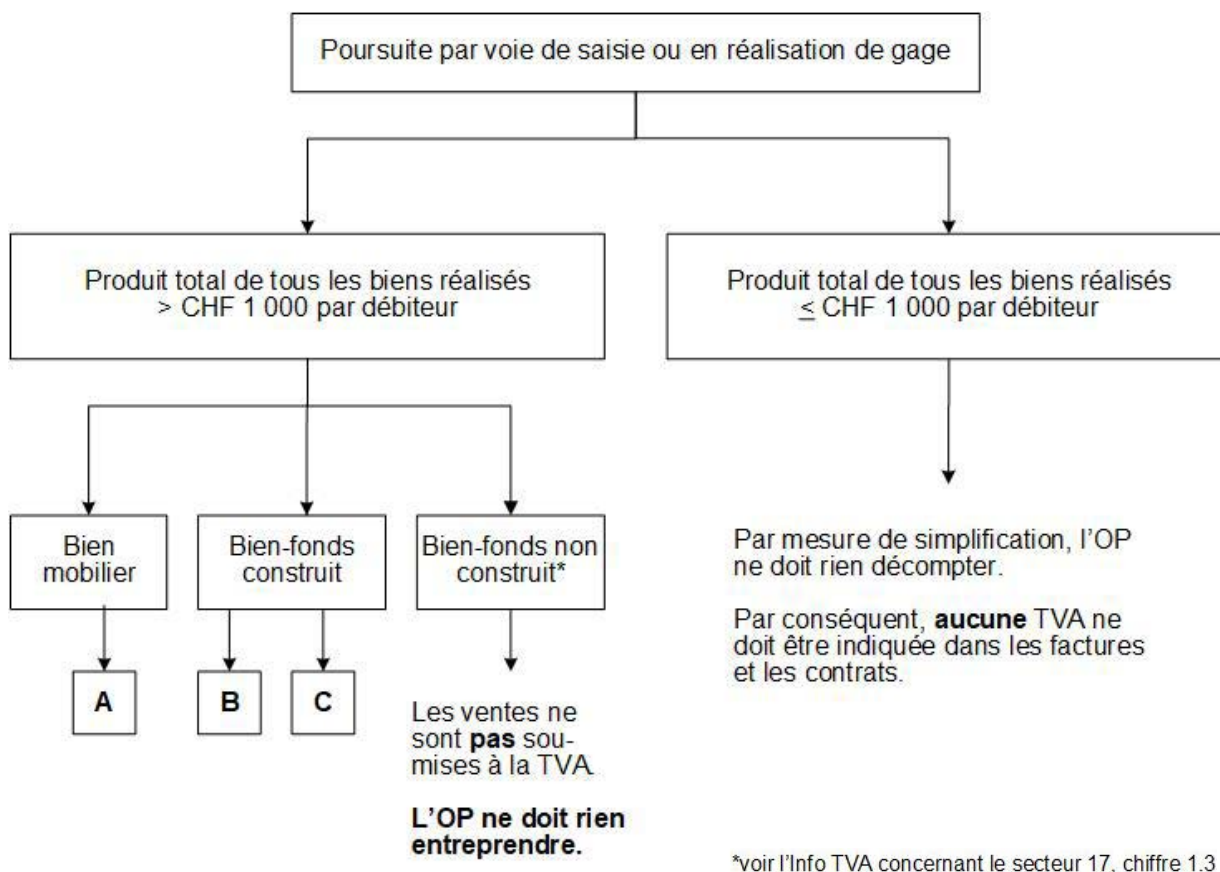 Poursuite par voie de saisie ou en réalisation de gage
Produit total de tous les biens réalisés
> CHF 1 000 par débiteur
Produit total de tous les biens réalisés
≤ CHF 1 000 par débiteur
Bien
mobilier
Bien-fonds
construit
Bien-fonds non
construit*
A
B
C
Les ventes ne
sont pas sou-
mises à la TVA.
L’OP ne doit rien
entreprendre.
Par mesure de simplification, l’OP
ne doit rien décompter.
Par conséquent, aucune TVA ne
doit être indiquée dans les factures
et les contrats.
*voir l’Info TVA concernant le secteur 17, chiffre 1.3